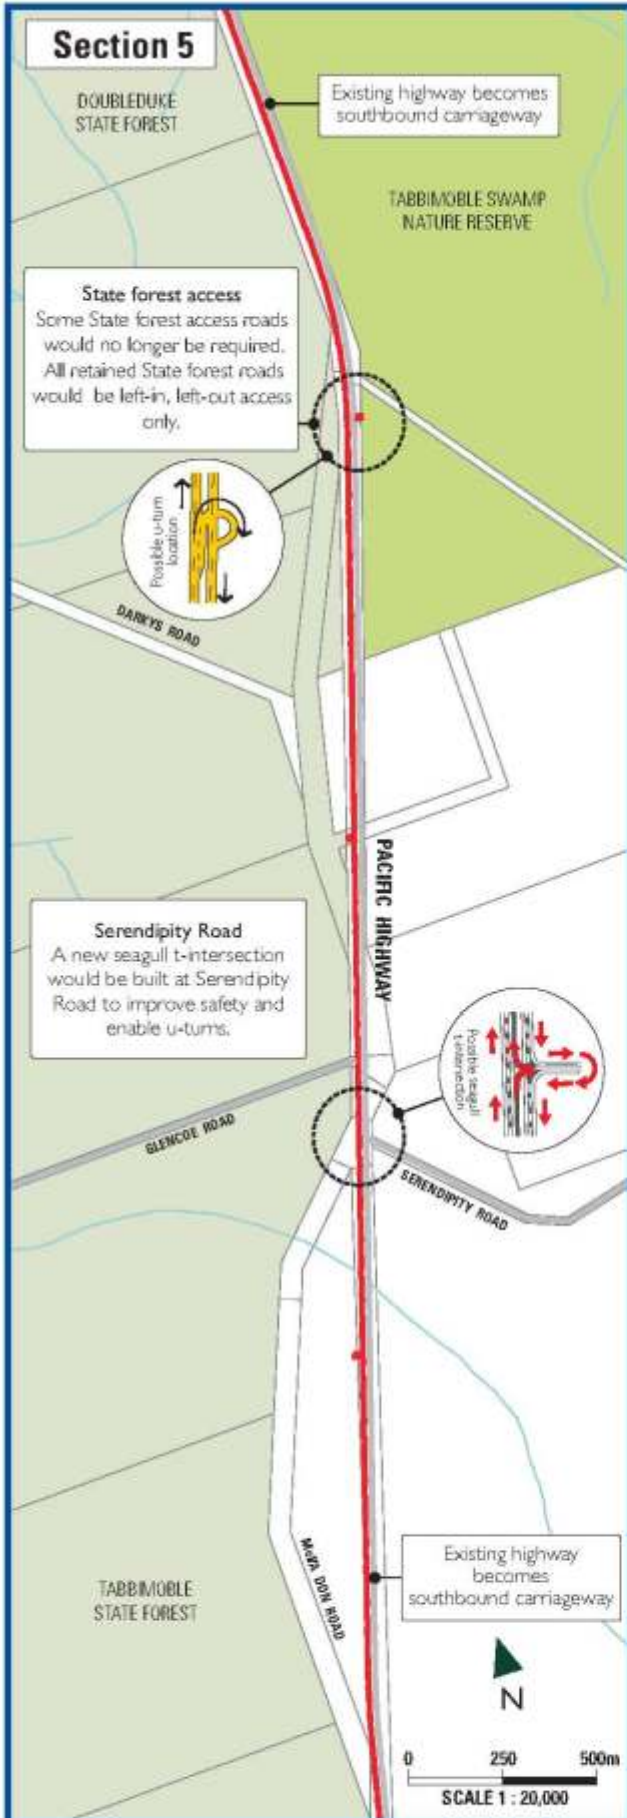 Section 5
DOUBLEDUKE
STATE FOREST
Existing highway becomes
southbound carriageway
TABBIMOBLE SWAMP
NATURE RESERVE
State forest access
Some State forest access roads
would no longer be required.
All retained State forest roads
would be left-in, left-out access
only.
Possible u-turn
location
DARKYS ROAD
PACIFIC HIGHWAY
Serendipity Road
A new seagull t-intersection
would be built at Serendipity
Road to improve safety and
enable u-turns.
Possible seagull
t-intersection
GLENCOE ROAD
SERENDIPITY ROAD
TABBIMOBLE
STATE FOREST
DON ROAD
Existing highway
becomes
southbound carriageway
N
0 250 500m
SCALE 1 : 20,000